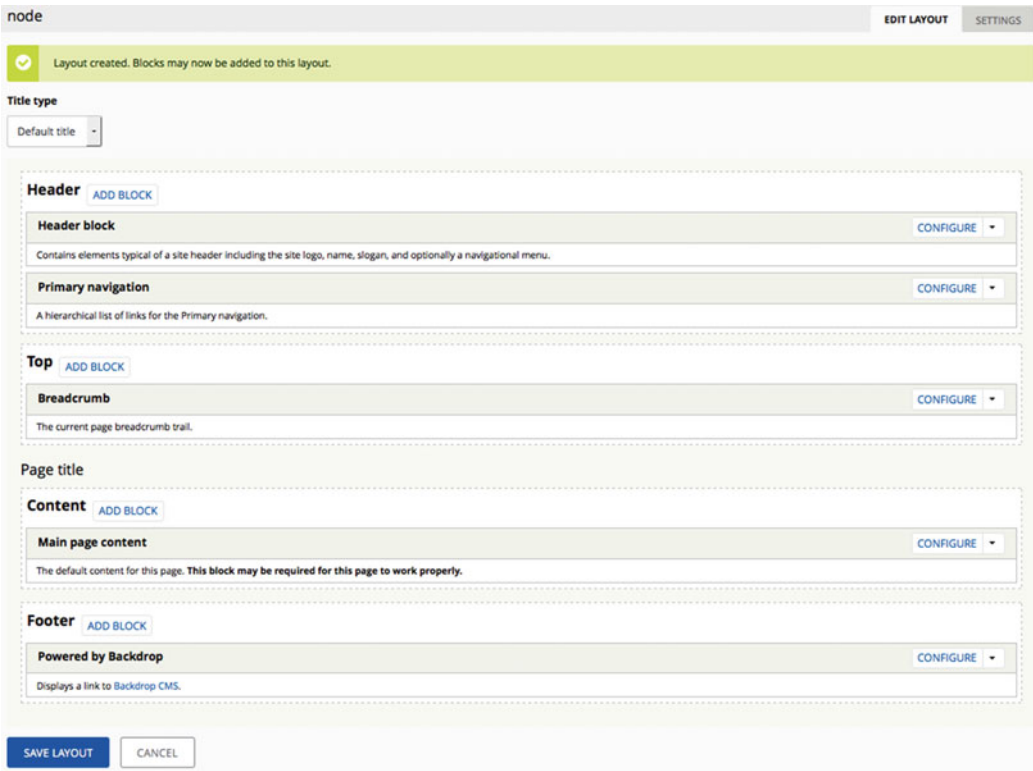 node
EDIT LAYOUT
SETTINGS
Layout created. Blocks may now be added to this layout.
Title type
Default title
Header ADD BLOCK
Header block CONFIGURE
Contains elements typical of a site header including the site logo, name, slogan, and optionally a navigational menu.
Primary navigation CONFIGURE
A hierarchical list of links for the Primary navigation.
Top ADD BLOCK
Breadcrumb CONFIGURE
The current page breadcrumb trail.
Page title
Content ADD BLOCK
Main page content CONFIGURE
The default content for this page. This block may be required for this page to work properly.
Footer ADD BLOCK
Powered by Backdrop CONFIGURE
Displays a link to Backdrop CMS.
SAVE LAYOUT CANCEL